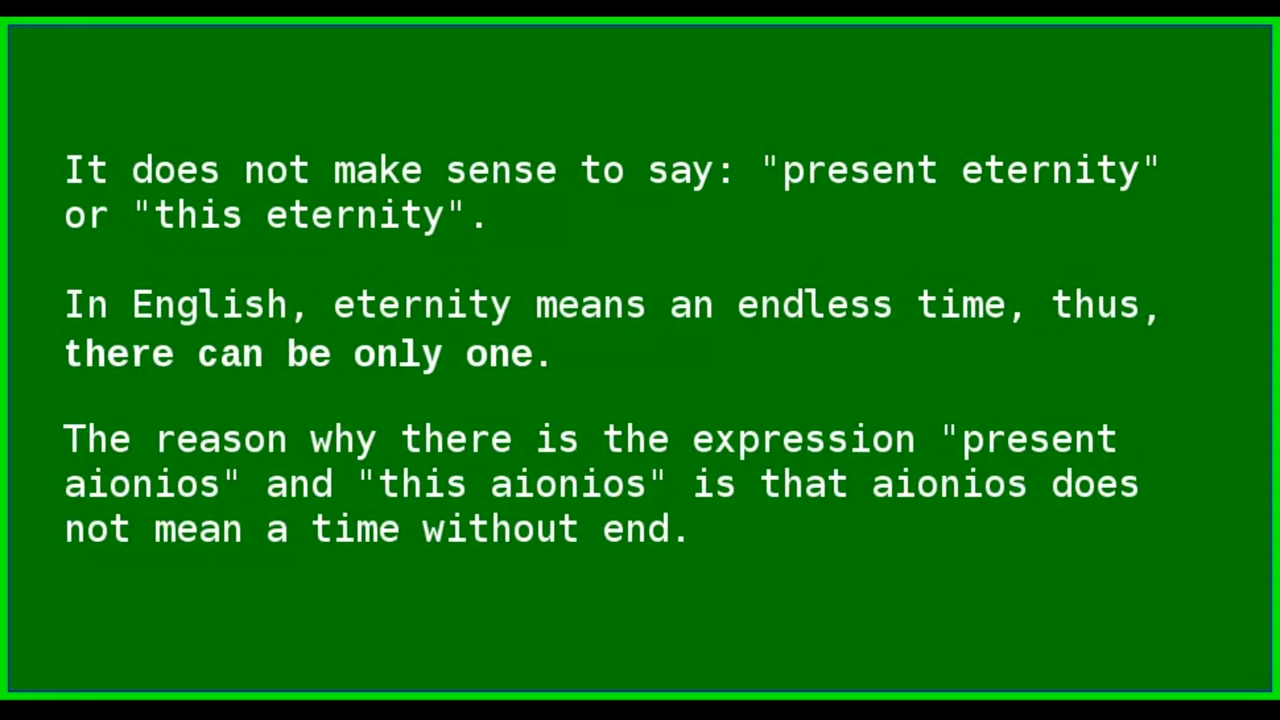 It does not make sense to say: "present eternity"
or "this eternity".
In English, eternity means an endless time, thus,
there can be only one.
The reason why there is the expression "present
aionios" and "this aionios" is that aionios does
not mean a time without end.